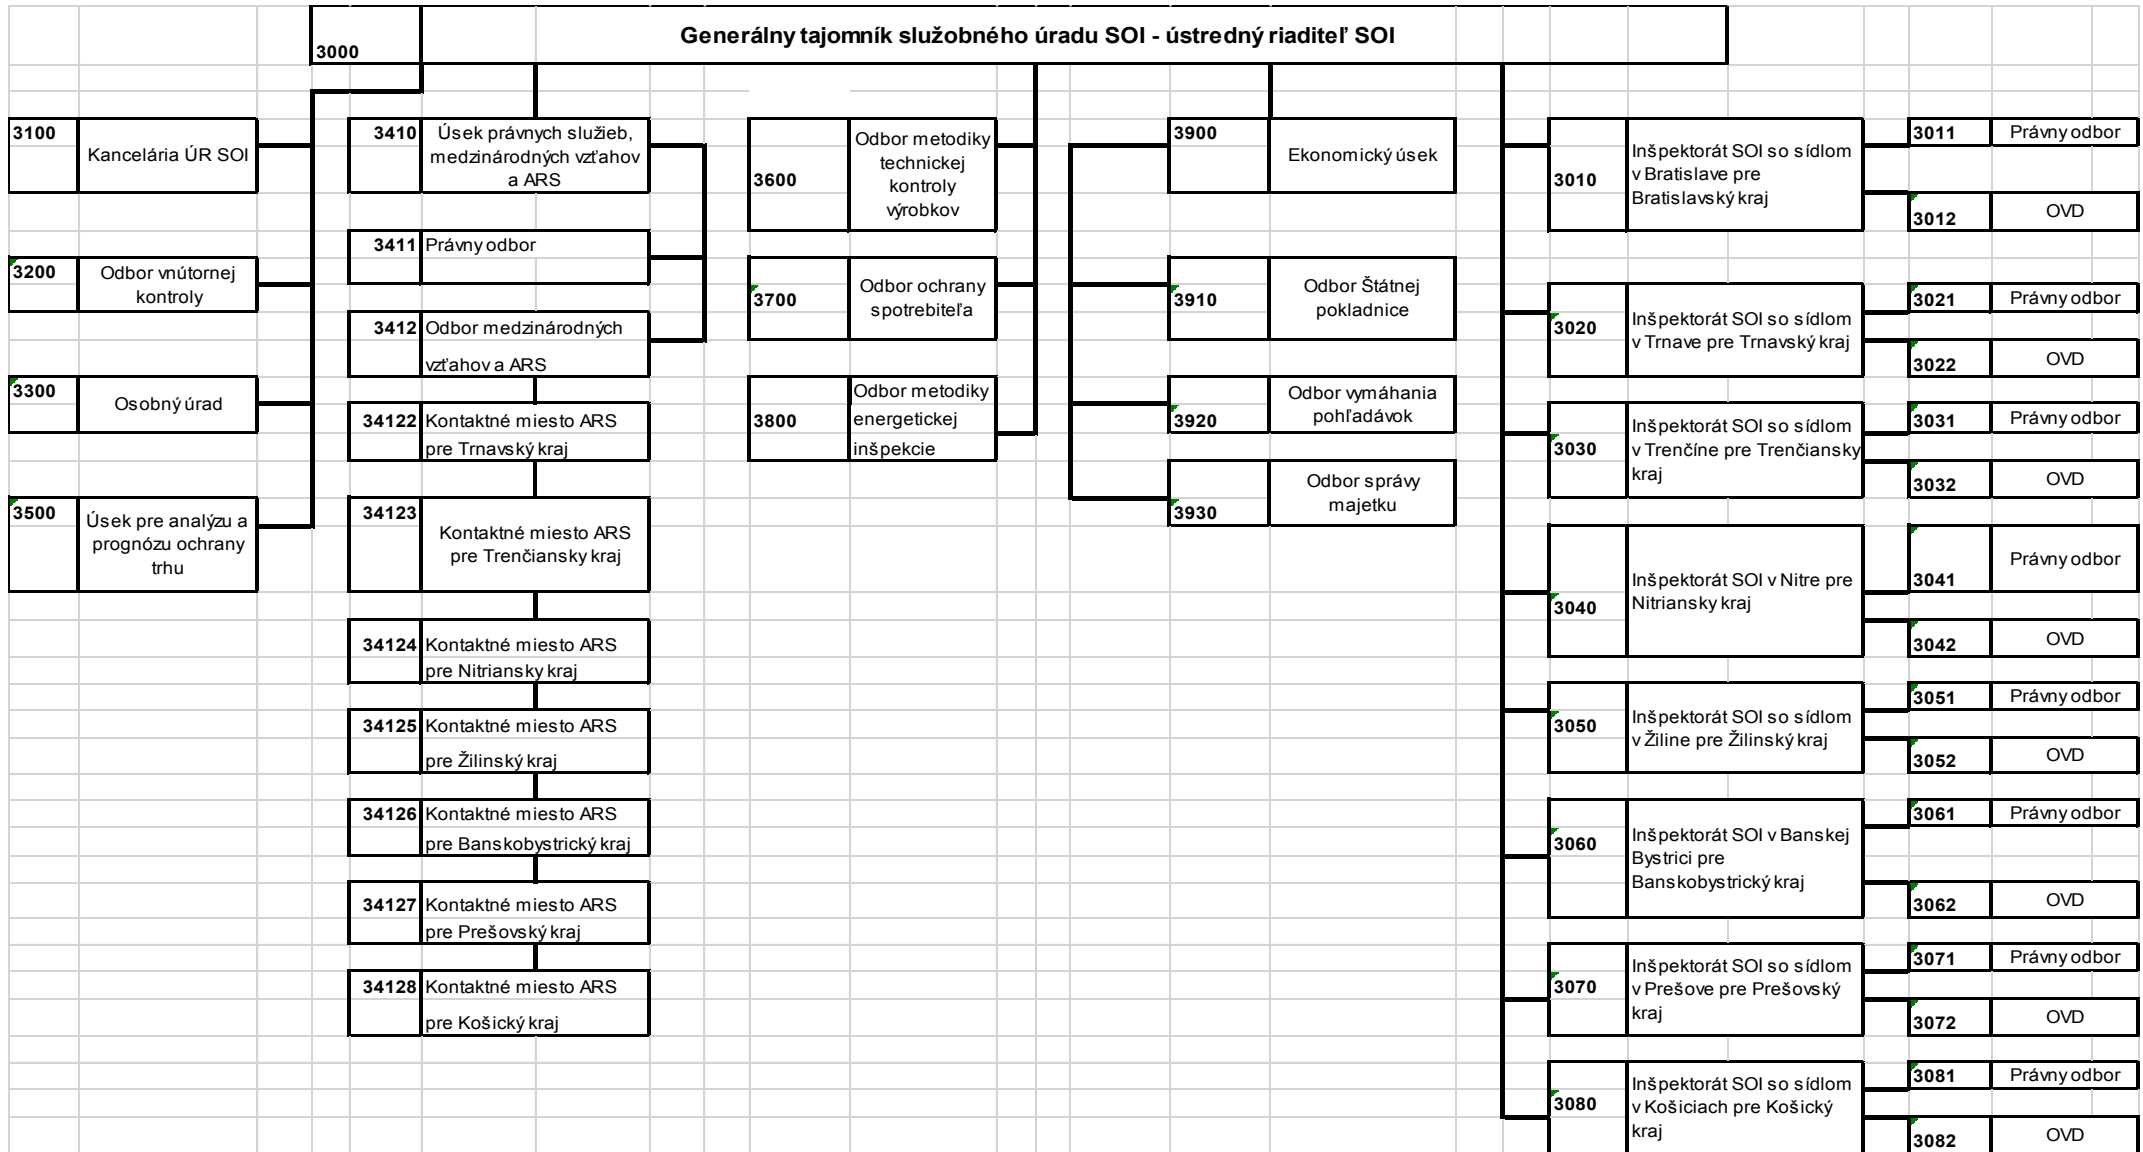 3000 Generálny tajomník služobného úradu SOI - ústredný riaditeľ SOI
3100
Kancelária ÚR SOI
3200
Odbor vnútornej
kontroly
3300
Osobný úrad
3500
Úsek pre analýzu a
prognózu ochrany
trhu
3410
Úsek právnych služieb,
medzinárodných vzťahov
a ARS
3411 Právny odbor
3412 Odbor medzinárodných
vzťahov a ARS
34122 Kontaktné miesto ARS
pre Trnavský kraj
34123
Kontaktné miesto ARS
pre Trenčiansky kraj
34124 Kontaktné miesto ARS
pre Nitriansky kraj
34125 Kontaktné miesto ARS
pre Žilinský kraj
34126 Kontaktné miesto ARS
pre Banskobystrický kraj
34127 Kontaktné miesto ARS
pre Prešovský kraj
34128 Kontaktné miesto ARS
pre Košický kraj
3600
Odbor metodiky
technickej
kontroly
výrobkov
3700
Odbor ochrany
spotrebiteľa
3800
Odbor metodiky
energetickej
inšpekcie
3900
Ekonomický úsek
3910
Odbor Štátnej
pokladnice
3920
Odbor vymáhania
pohľadávok
3930
Odbor správy
majetku
3010
Inšpektorát SOI so sídlom
v Bratislave pre
Bratislavský kraj
3011 Právny odbor
3012 OVD
3020
Inšpektorát SOI so sídlom
v Trnave pre Trnavský kraj
3021 Právny odbor
3022 OVD
3030
Inšpektorát SOI so sídlom
v Trenčíne pre Trenčiansky
kraj
3031 Právny odbor
3032 OVD
3040
Inšpektorát SOI v Nitre pre
Nitriansky kraj
3041 Právny odbor
3042 OVD
3050
Inšpektorát SOI so sídlom
v Žiline pre Žilinský kraj
3051 Právny odbor
3052 OVD
3060
Inšpektorát SOI v Banskej
Bystrici pre
Banskobystrický kraj
3061 Právny odbor
3062 OVD
3070
Inšpektorát SOI so sídlom
v Prešove pre Prešovský
kraj
3071 Právny odbor
3072 OVD
3080
Inšpektorát SOI so sídlom
v Košiciach pre Košický
kraj
3081 Právny odbor
3082 OVD